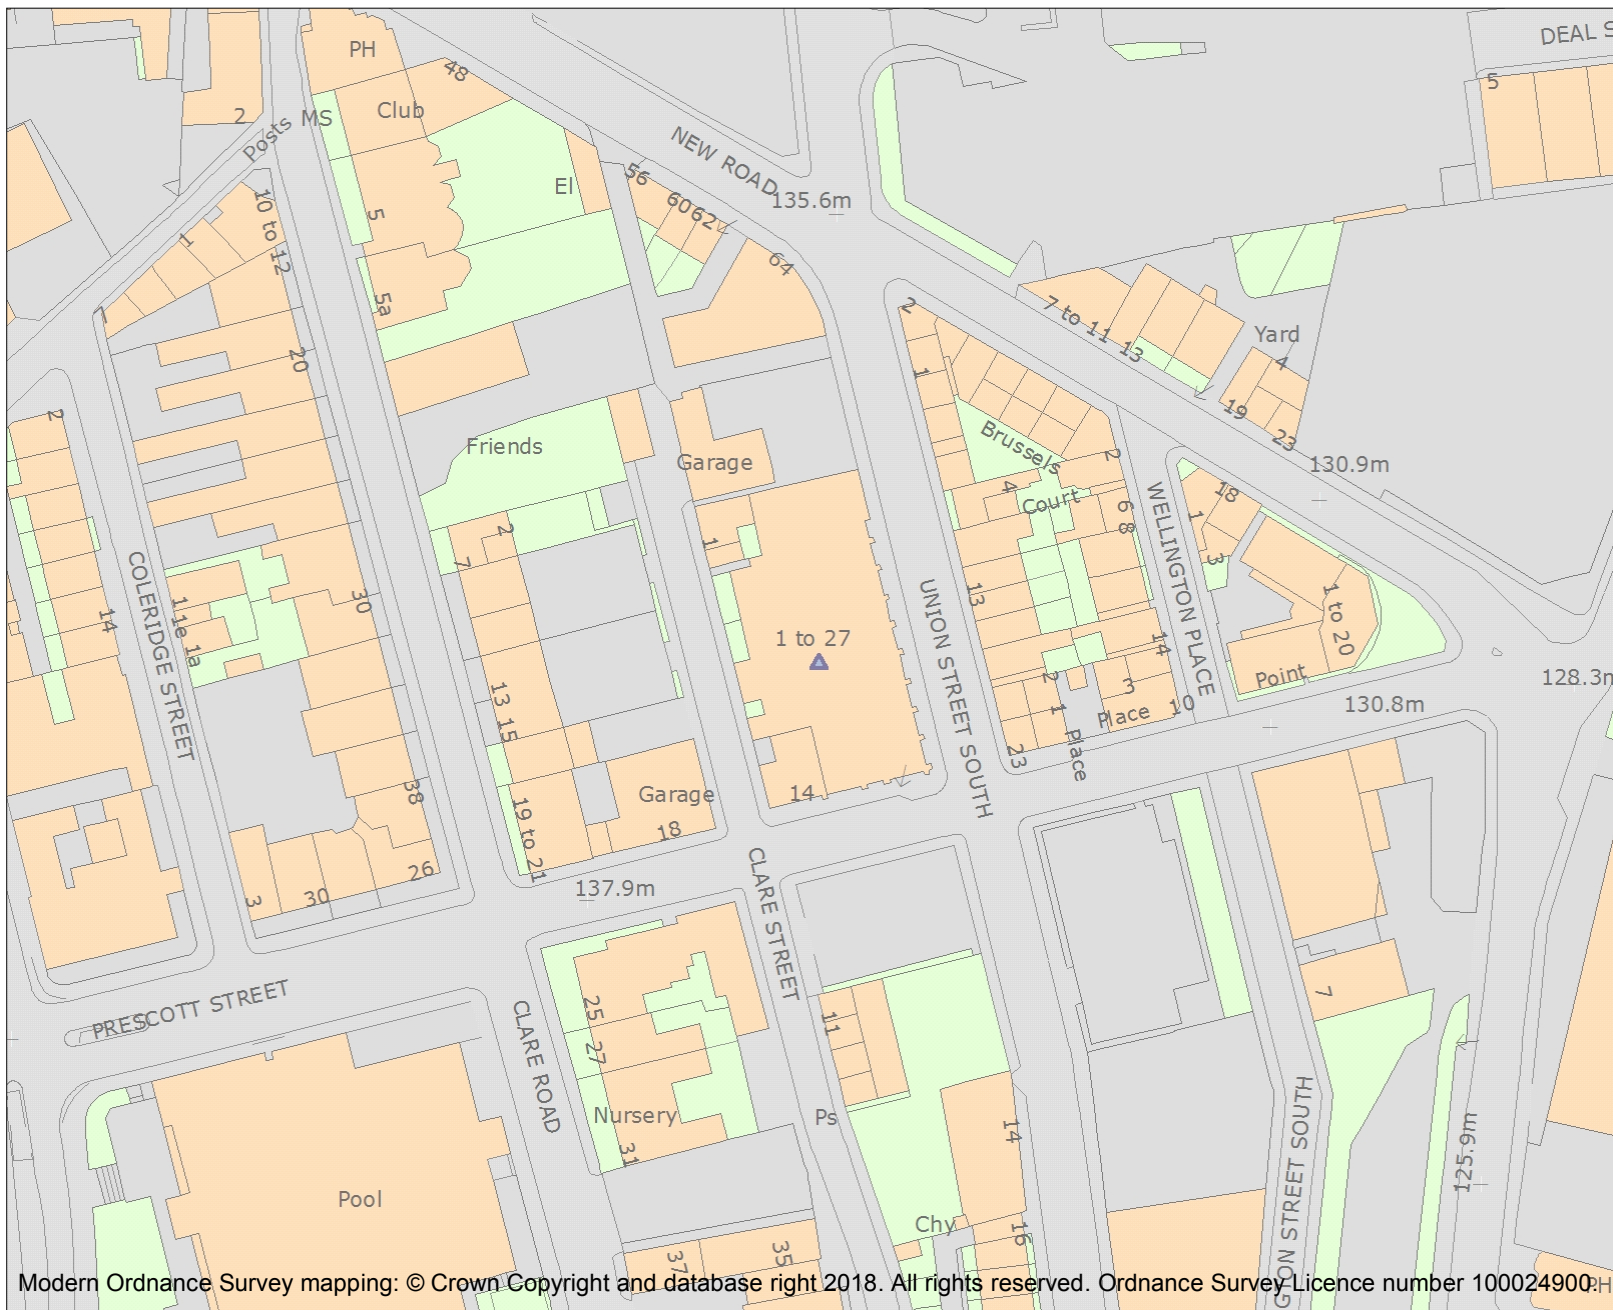 DEAL S
PH
48
5
2
Posts
MS
Club
NEW ROAD
El
56
60
62
135.6m
10 to 12
1
5
64
5a
7
2
7 to 11
13
Yard
4
20
1
19
23
2
Friends
Garage
Brussels
Court
2
130.9m
4
6
8
WELLINGTON PLACE
18
1
3
2
7
1
COLERIDGE STREET
14
1
1e
1a
30
13
UNION STREET SOUTH
1 to 27
1 to 20
14
Point
128.3m
130.8m
2
1
3
Place
10
Place
23
13
15
38
19 to 21
Garage
18
14
26
30
3
137.9m
CLARE STREET
PRESCOTT STREET
CLARE ROAD
25
27
Nursery
31
11
7
Ps
14
125.9m
Pool
Chy
16
37
35
GTON STREET SOUTH
PH
Modern Ordnance Survey mapping: © Crown Copyright and database right 2018. All rights reserved. Ordnance Survey Licence number 100024900.